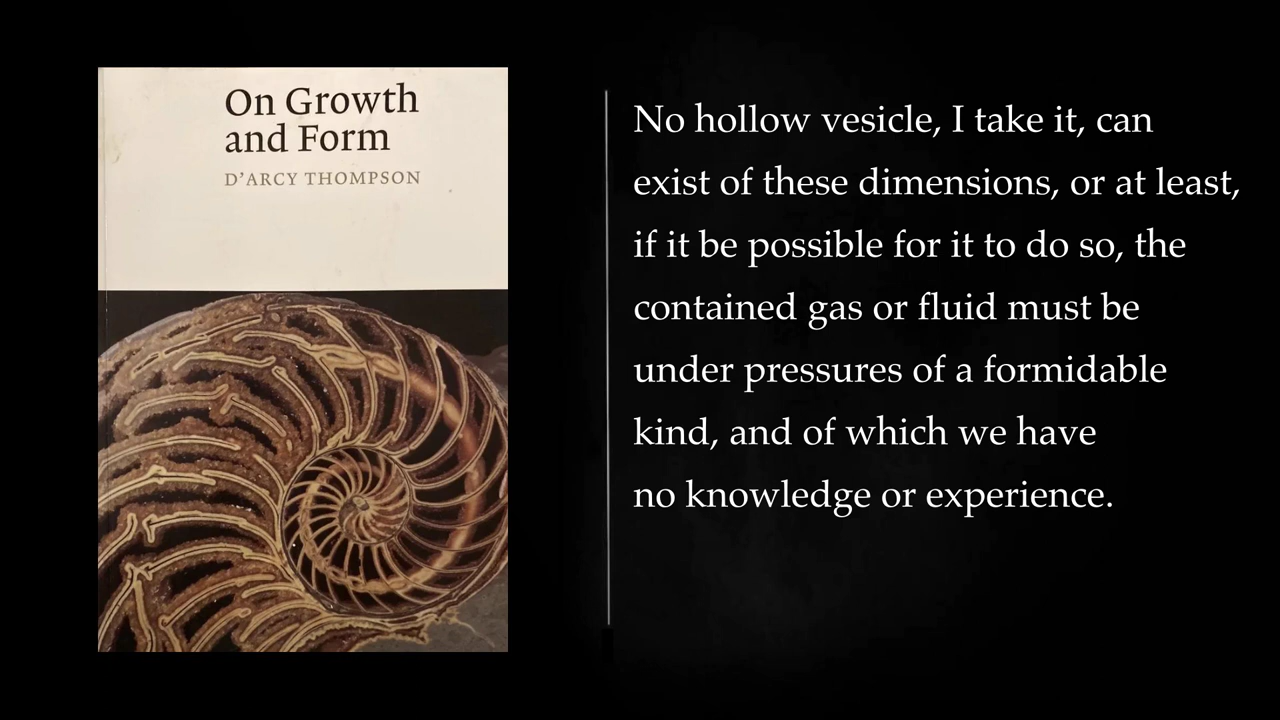 On Growth
and Form
D'ARCY THOMPSON
No hollow vesicle, I take it, can
exist of these dimensions, or at least,
if it be possible for it to do so, the
contained gas or fluid must be
under pressures of a formidable
kind, and of which we have
no knowledge or experience.